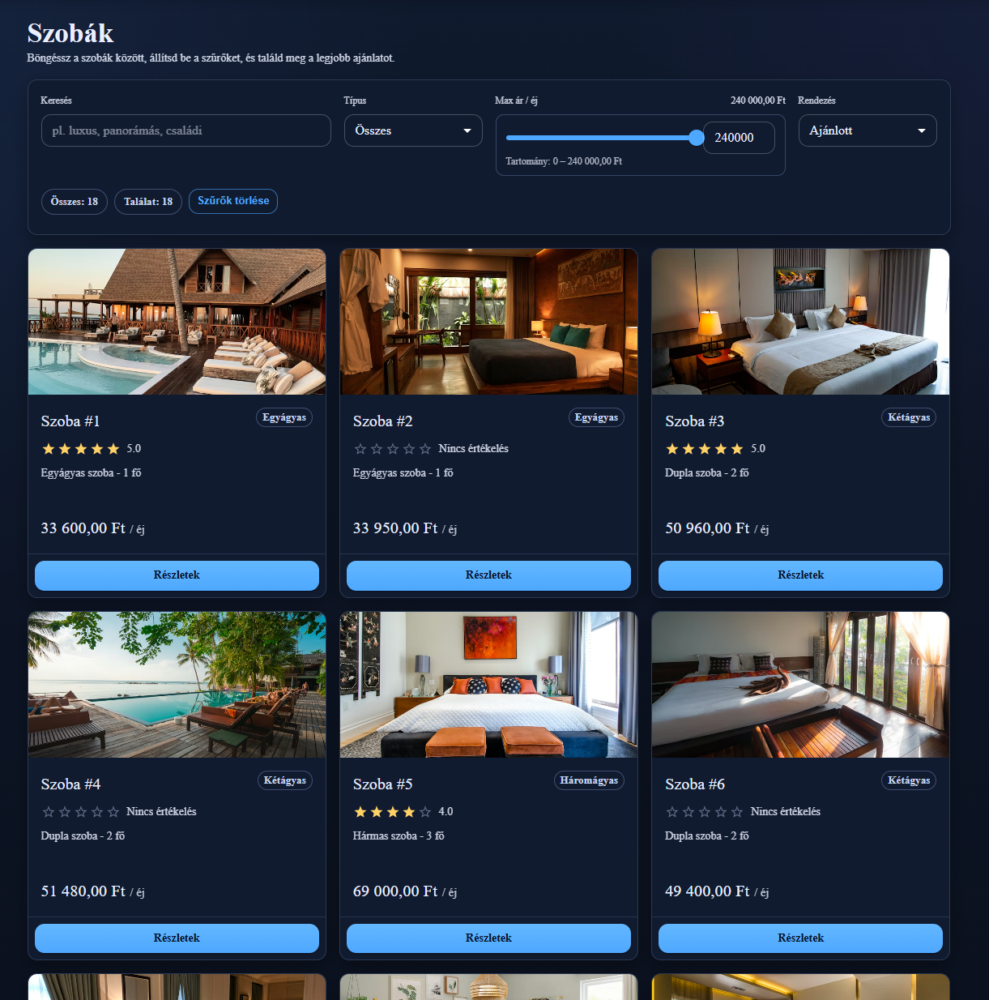 Szobák
Böngéssz a szobák között, állítsd be a szűrőket, és találd meg a legjobb ajánlatot.
Keresés
Típus
Max ár / éj
240 000,00 Ft
Rendezés
pl. luxus, panorámás, családi
Összes
240000
Ajánlott
Tartomány: 0 – 240 000,00 Ft
Összes: 18
Találat: 18
Szűrők törlése
Szoba #1
Egyágyas
5.0
Egyágyas szoba - 1 fő
33 600,00 Ft / éj
Részletek
Szoba #2
Egyágyas
Nincs értékelés
Egyágyas szoba - 1 fő
33 950,00 Ft / éj
Részletek
Szoba #3
Kétágyas
5.0
Dupla szoba - 2 fő
50 960,00 Ft / éj
Részletek
Szoba #4
Kétágyas
Nincs értékelés
Dupla szoba - 2 fő
51 480,00 Ft / éj
Részletek
Szoba #5
Háromágyas
4.0
Hármas szoba - 3 fő
69 000,00 Ft / éj
Részletek
Szoba #6
Kétágyas
Nincs értékelés
Dupla szoba - 2 fő
49 400,00 Ft / éj
Részletek